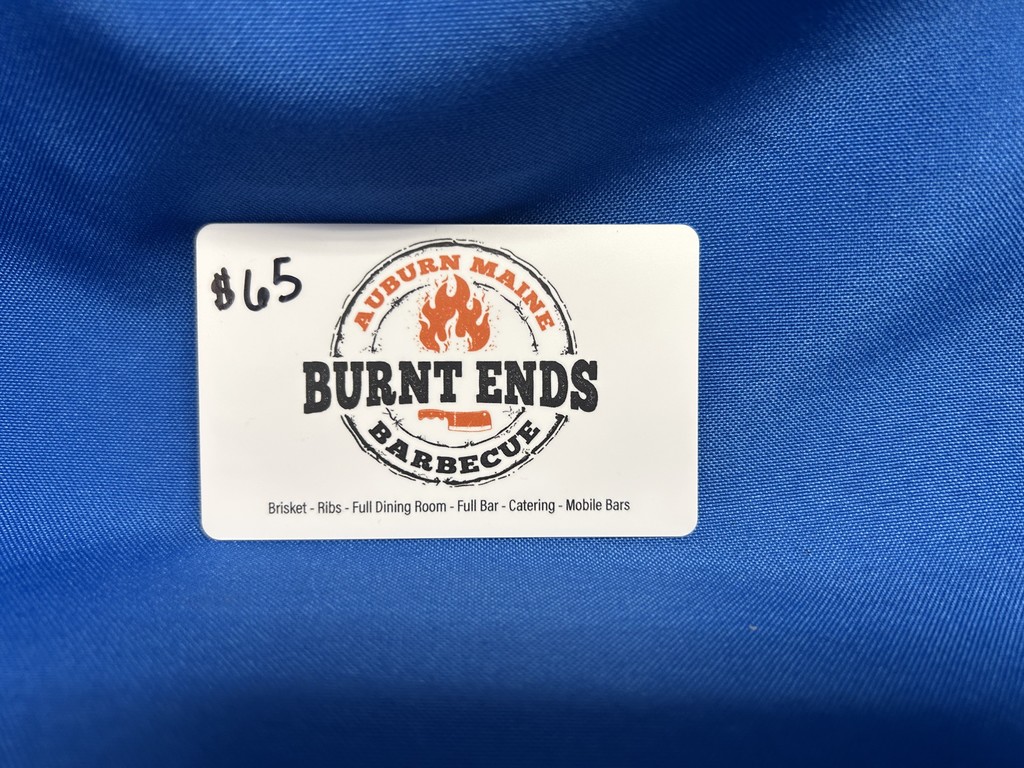 $65
AUBURN MAINE
BURNT ENDS
BARBECUE
Brisket - Ribs - Full Dining Room - Full Bar - Catering - Mobile Bars